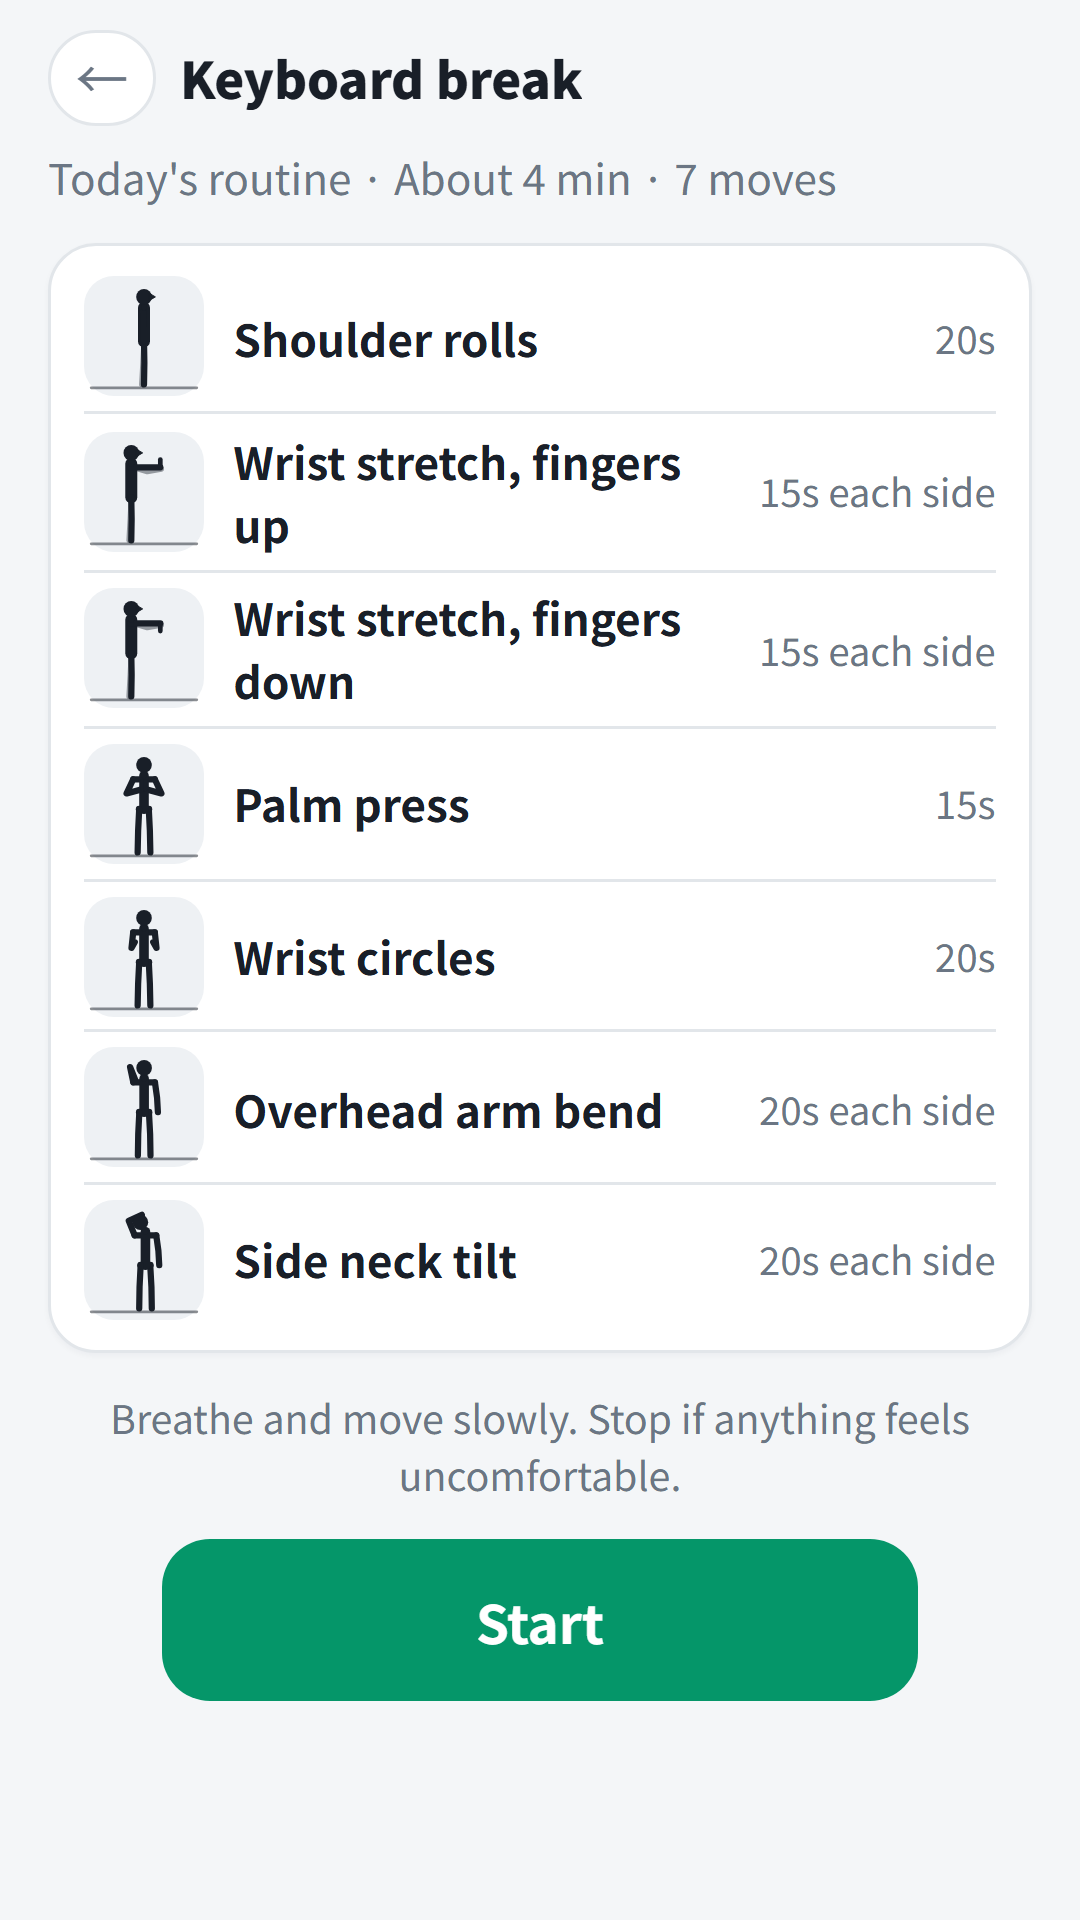 Keyboard break
Today's routine · About 4 min · 7 moves
Shoulder rolls 20s
Wrist stretch, fingers
up
15s each side
Wrist stretch, fingers
down
15s each side
Palm press 15s
Wrist circles 20s
Overhead arm bend 20s each side
Side neck tilt 20s each side
Breathe and move slowly. Stop if anything feels
uncomfortable.
Start